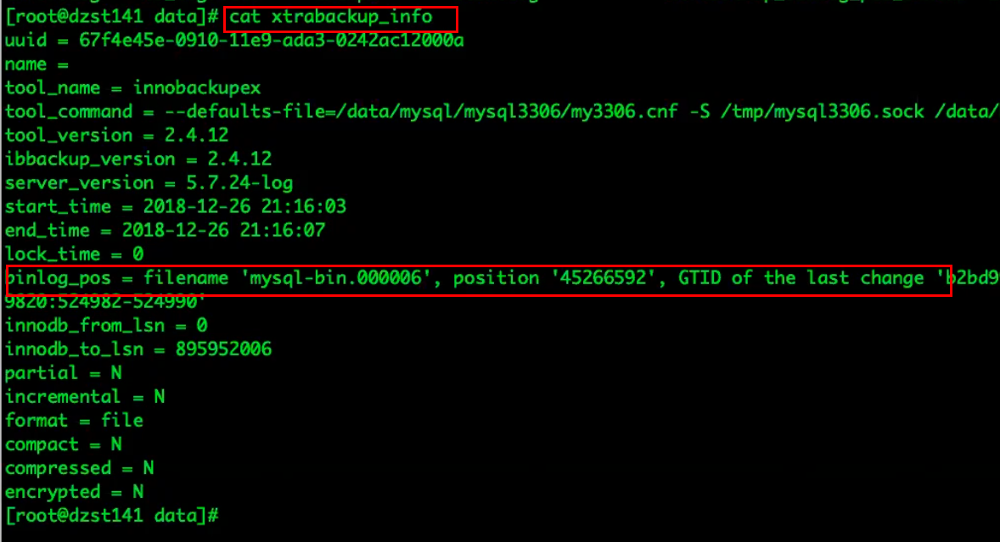 [root@dzst141 data]# cat xtrabackup_info
uuid = 67f4e45e-0910-11e9-ada3-0242ac12000a
name =
tool_name = innobackupex
tool_command = --defaults-file=/data/mysql/mysql3306/my3306.cnf -S /tmp/mysql3306.sock /data/
tool_version = 2.4.12
ibbackup_version = 2.4.12
server_version = 5.7.24-log
start_time = 2018-12-26 21:16:03
end_time = 2018-12-26 21:16:07
lock_time = 0
binlog_pos = filename 'mysql-bin.000006', position '45266592', GTID of the last change 'b2bd9
9820:524982-524990'
innodb_from_lsn = 0
innodb_to_lsn = 895952006
partial = N
incremental = N
format = file
compact = N
compressed = N
encrypted = N
[root@dzst141 data]#